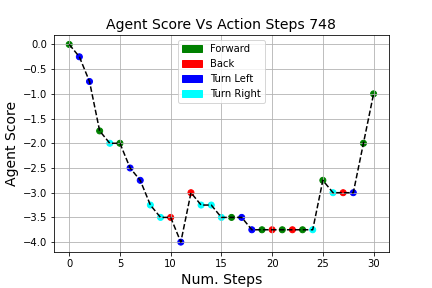 Agent Score Vs Action Steps 748
Agent Score
0.0
−0.5
−1.0
−1.5
−2.0
−2.5
−3.0
−3.5
−4.0
Forward
Back
Turn Left
Turn Right
0 5 10 15 20 25 30
Num. Steps